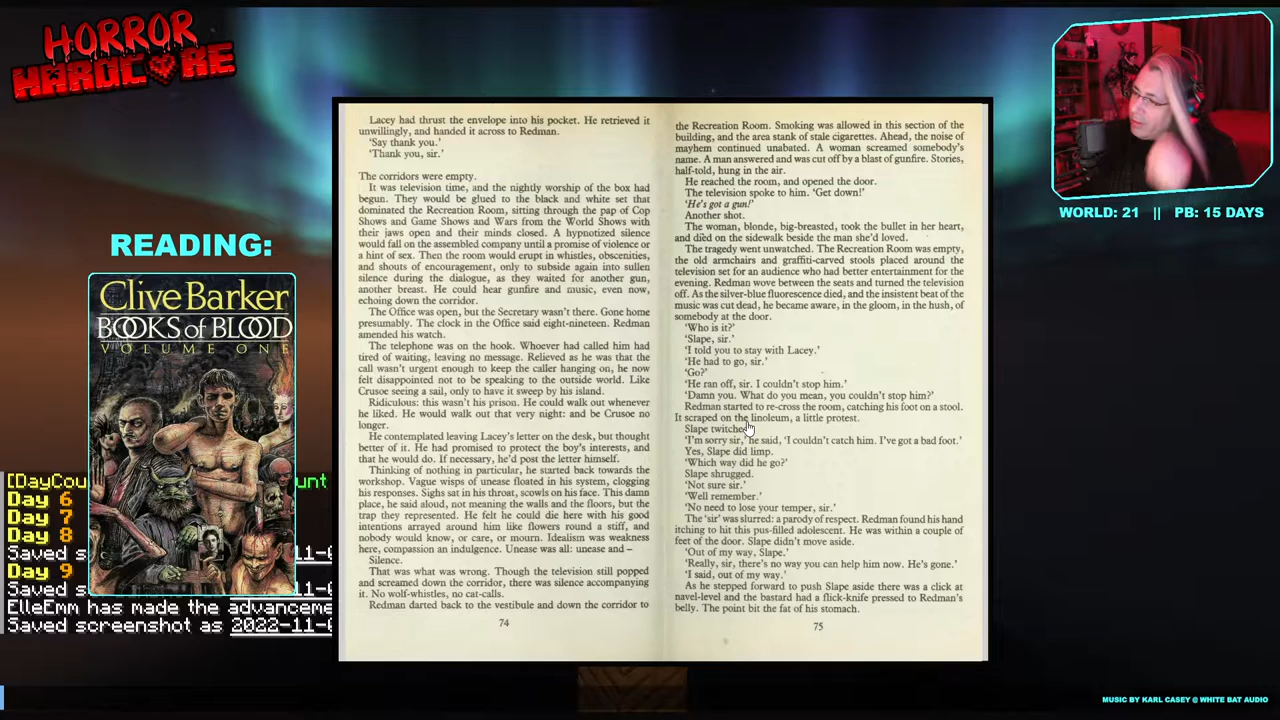 HORROR
HARDCORE
READING:
Clive Barker
BOOKS of BLOOD
VOLUME ONE
[DayCou
unt
Day 6
Day 7
Day 8
Saved s
11-0
Day 9
Saved s
11-0
ElleEmm has made the advanceme
Saved screenshot as 2022-11-0
Lacey had thrust the envelope into his pocket. He retrieved it
unwillingly, and handed it across to Redman.
'Say thank you.'
'Thank you, sir.'
The corridors were empty.
It was television time, and the nightly worship of the box had
begun. They would be glued to the black and white set that
dominated the Recreation Room, sitting through the pap of Cop
Shows and Game Shows and Wars from the World Shows with
their jaws open and their minds closed. A hypnotized silence
would fall on the assembled company until a promise of violence or
a hint of sex. Then the room would erupt in whistles, obscenities,
and shouts of encouragement, only to subside again into sullen
silence during the dialogue, as they waited for another gun,
another breast. He could hear gunfire and music, even now,
echoing down the corridor.
The Office was open, but the Secretary wasn't there. Gone home
presumably. The clock in the Office said eight-nineteen. Redman
amended his watch.
The telephone was on the hook. Whoever had called him had
tired of waiting, leaving no message. Relieved as he was that the
call wasn't urgent enough to keep the caller hanging on, he now
felt disappointed not to be speaking to the outside world. Like
Crusoe seeing a sail, only to have it sweep by his island.
Ridiculous: this wasn't his prison. He could walk out whenever
he liked. He would walk out that very night: and be Crusoe no
longer.
He contemplated leaving Lacey's letter on the desk, but thought
better of it. He had promised to protect the boy's interests, and
that he would do. If necessary, he'd post the letter himself.
Thinking of nothing in particular, he started back towards the
workshop. Vague wisps of unease floated in his system, clogging
his responses. Sighs sat in his throat, scowls on his face. This damn
place, he said aloud, not meaning the walls and the floors, but the
trap they represented. He felt he could die here with his good
intentions arrayed around him like flowers round a stiff, and
nobody would know, or care, or mourn. Idealism was weakness
here, compassion an indulgence. Unease was all: unease and –
Silence.
That was what was wrong. Though the television still popped
and screamed down the corridor, there was silence accompanying
it. No wolf-whistles, no cat-calls.
Redman darted back to the vestibule and down the corridor to
74
the Recreation Room. Smoking was allowed in this section of the
building, and the area stank of stale cigarettes. Ahead, the noise of
mayhem continued unabated. A woman screamed somebody's
name. A man answered and was cut off by a blast of gunfire. Stories,
half-told, hung in the air.
He reached the room, and opened the door.
The television spoke to him. 'Get down!'
'He's got a gun!'
Another shot.
The woman, blonde, big-breasted, took the bullet in her heart,
and died on the sidewalk beside the man she'd loved.
The tragedy went unwatched. The Recreation Room was empty,
the old armchairs and graffiti-carved stools placed around the
television set for an audience who had better entertainment for the
evening. Redman wove between the seats and turned the television
off. As the silver-blue fluorescence died, and the insistent beat of the
music was cut dead, he became aware, in the gloom, in the hush, of
somebody at the door.
'Who is it?'
'Slape, sir.'
'I told you to stay with Lacey.'
'He had to go, sir.'
'Go?'
'He ran off, sir. I couldn't stop him.'
'Damn you. What do you mean, you couldn't stop him?'
Redman started to re-cross the room, catching his foot on a stool.
It scraped on the linoleum, a little protest.
Slape twitched
'I'm sorry sir,' he said, 'I couldn't catch him. I've got a bad foot.'
Yes, Slape did limp.
'Which way did he go?'
Slape shrugged.
'Not sure sir.'
'Well remember.'
'No need to lose your temper, sir.'
The 'sir' was slurred: a parody of respect. Redman found his hand
itching to hit this pus-filled adolescent. He was within a couple of
feet of the door. Slape didn't move aside.
'Out of my way, Slape.'
'Really, sir, there's no way you can help him now. He's gone.'
'I said, out of my way.'
As he stepped forward to push Slape aside there was a click at
navel-level and the bastard had a flick-knife pressed to Redman's
belly. The point bit the fat of his stomach.
75
WORLD: 21 || PB: 15 DAYS
MUSIC BY KARL CASEY @ WHITE BAT AUDIO